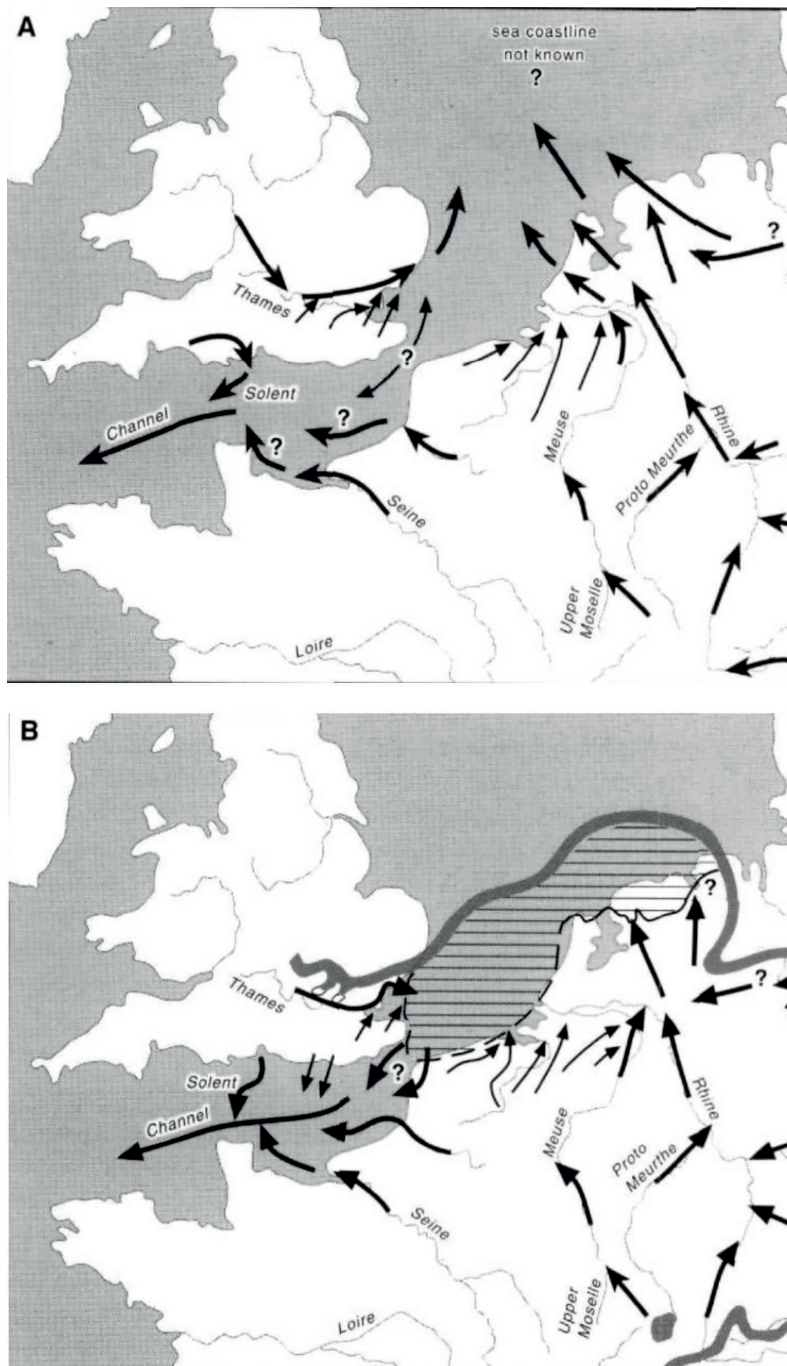 A
sea coastline
not known
?
?
Thames
?
Solent
?
Channel
?
Seine
Meuse
Proto Meurthe
Rhine
Upper
Moselle
Loire
B
?
?
Thames
?
Solent
Channel
Rhine
Meuse
Proto
Meurthe
Seine
Upper
Moselle
Loire